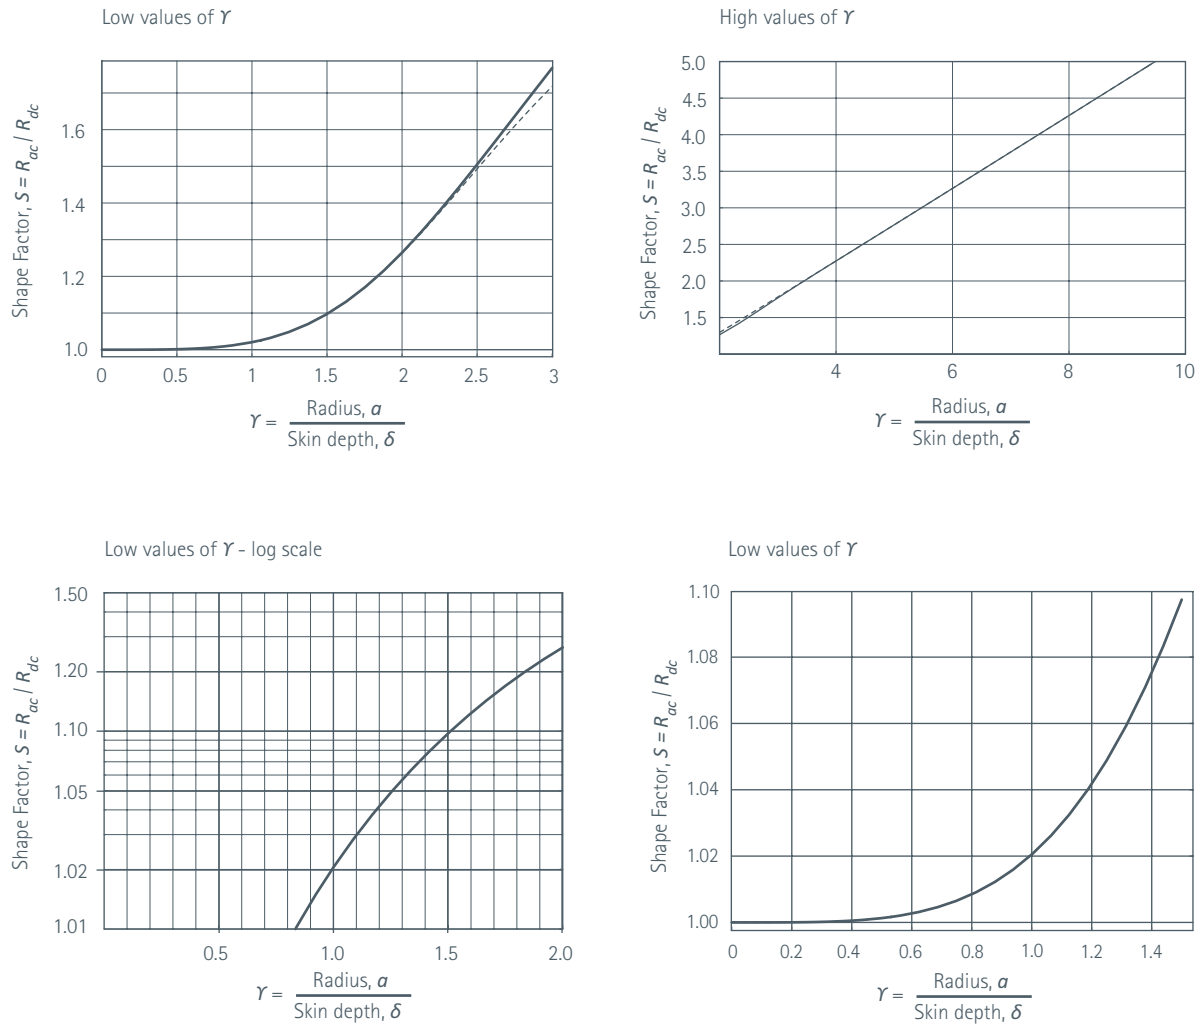 Low values of ϒ
Shape Factor, S = Rac / Rdc
1.6
1.4
1.2
1.0
0 0.5 1 1.5 2 2.5 3
ϒ = Radius, a
Skin depth, δ
High values of ϒ
Shape Factor, S = Rac / Rdc
5.0
4.5
4.0
3.5
3.0
2.5
2.0
1.5
4 6 8 10
ϒ = Radius, a
Skin depth, δ
Low values of ϒ - log scale
Shape Factor, S = Rac / Rdc
1.50
1.20
1.10
1.05
1.02
1.01
0.5 1.0 1.5 2.0
ϒ = Radius, a
Skin depth, δ
Low values of ϒ
Shape Factor, S = Rac / Rdc
1.10
1.08
1.06
1.04
1.02
1.00
0 0.2 0.4 0.6 0.8 1.0 1.2 1.4
ϒ = Radius, a
Skin depth, δ